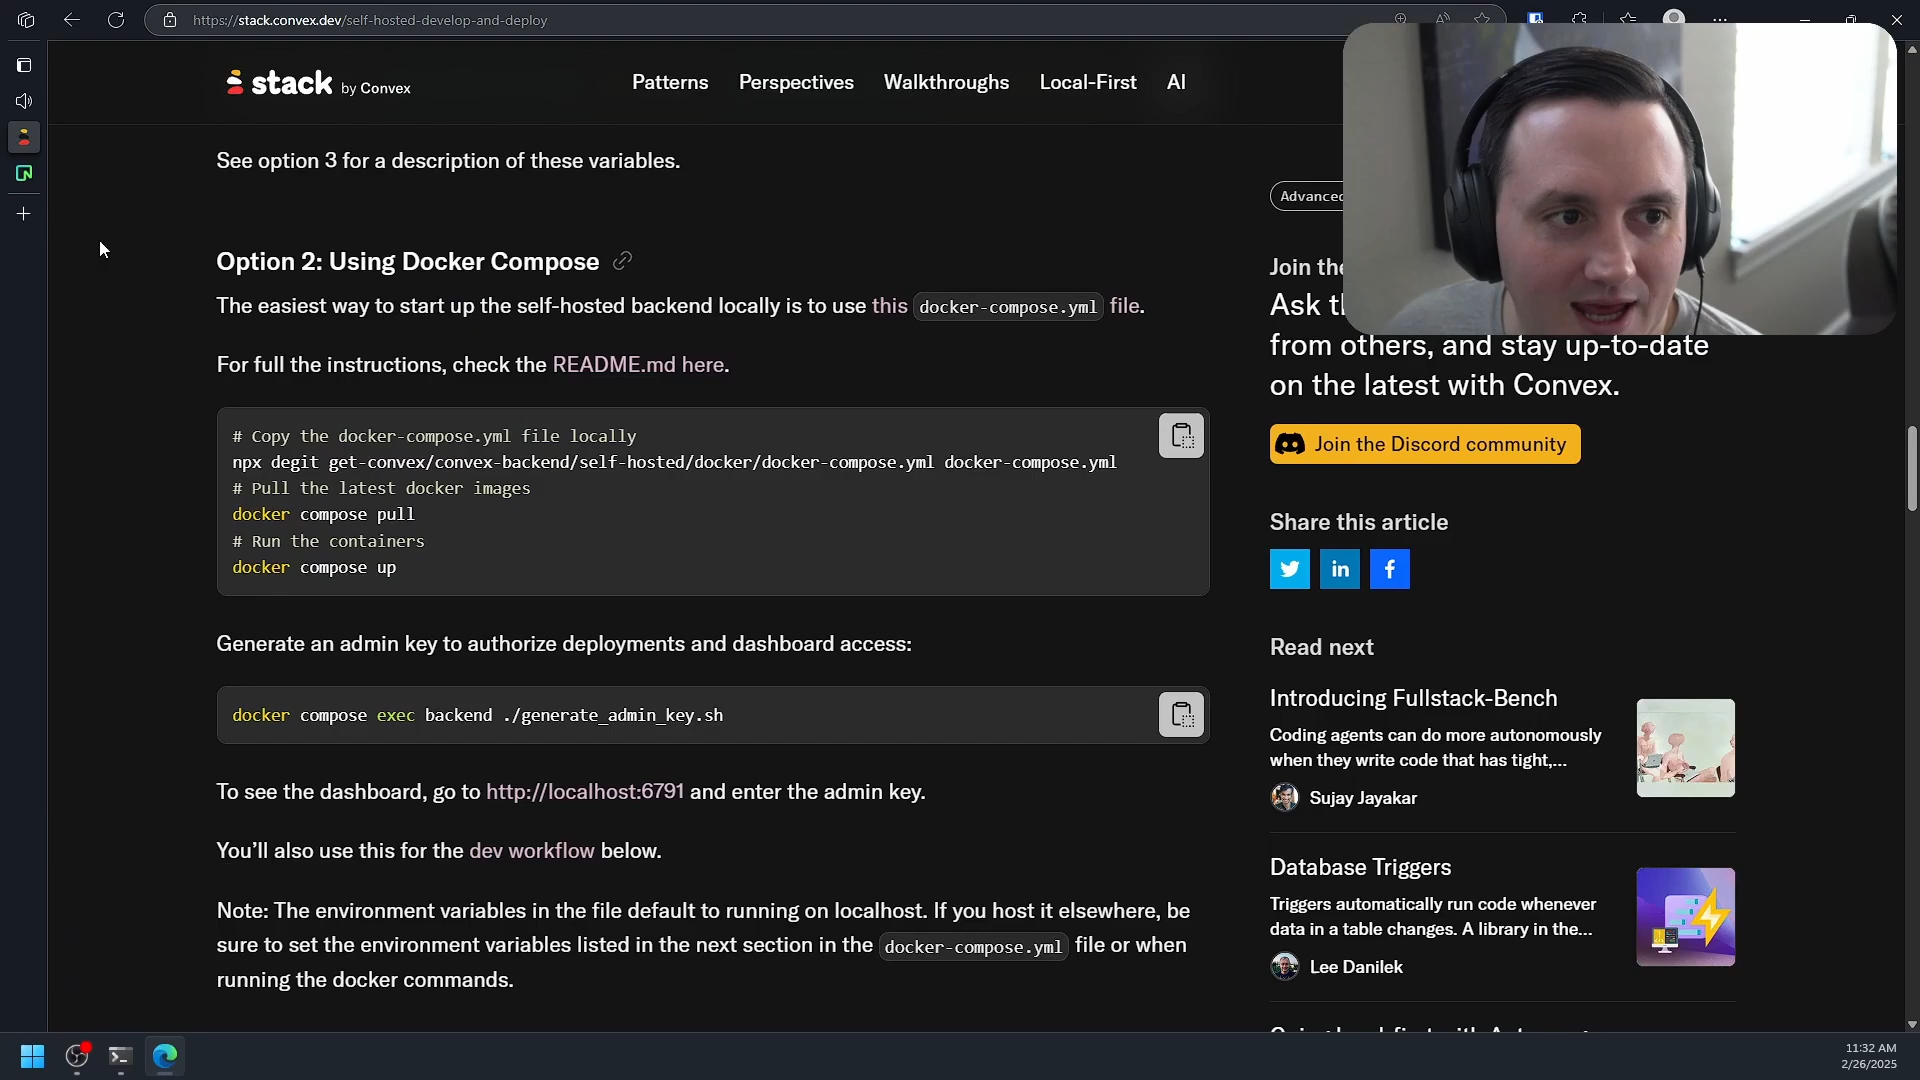 https://stack.convex.dev/self-hosted-develop-and-deploy
stack by Convex
Patterns
Perspectives
Walkthroughs
Local-First
AI
See option 3 for a description of these variables.
Option 2: Using Docker Compose
The easiest way to start up the self-hosted backend locally is to use this docker-compose.yml file.
For full the instructions, check the README.md here.
# Copy the docker-compose.yml file locally
npx degit get-convex/convex-backend/self-hosted/docker/docker-compose.yml docker-compose.yml
# Pull the latest docker images
docker compose pull
# Run the containers
docker compose up
Generate an admin key to authorize deployments and dashboard access:
docker compose exec backend ./generate_admin_key.sh
To see the dashboard, go to http://localhost:6791 and enter the admin key.
You’ll also use this for the dev workflow below.
Note: The environment variables in the file default to running on localhost. If you host it elsewhere, be
sure to set the environment variables listed in the next section in the docker-compose.yml file or when
running the docker commands.
Advanced
Join the
Ask
from others, and stay up-to-date
on the latest with Convex.
Join the Discord community
Share this article
Read next
Introducing Fullstack-Bench
Coding agents can do more autonomously
when they write code that has tight,...
Sujay Jayakar
Database Triggers
Triggers automatically run code whenever
data in a table changes. A library in the...
Lee Danilek
11:32 AM
2/26/2025